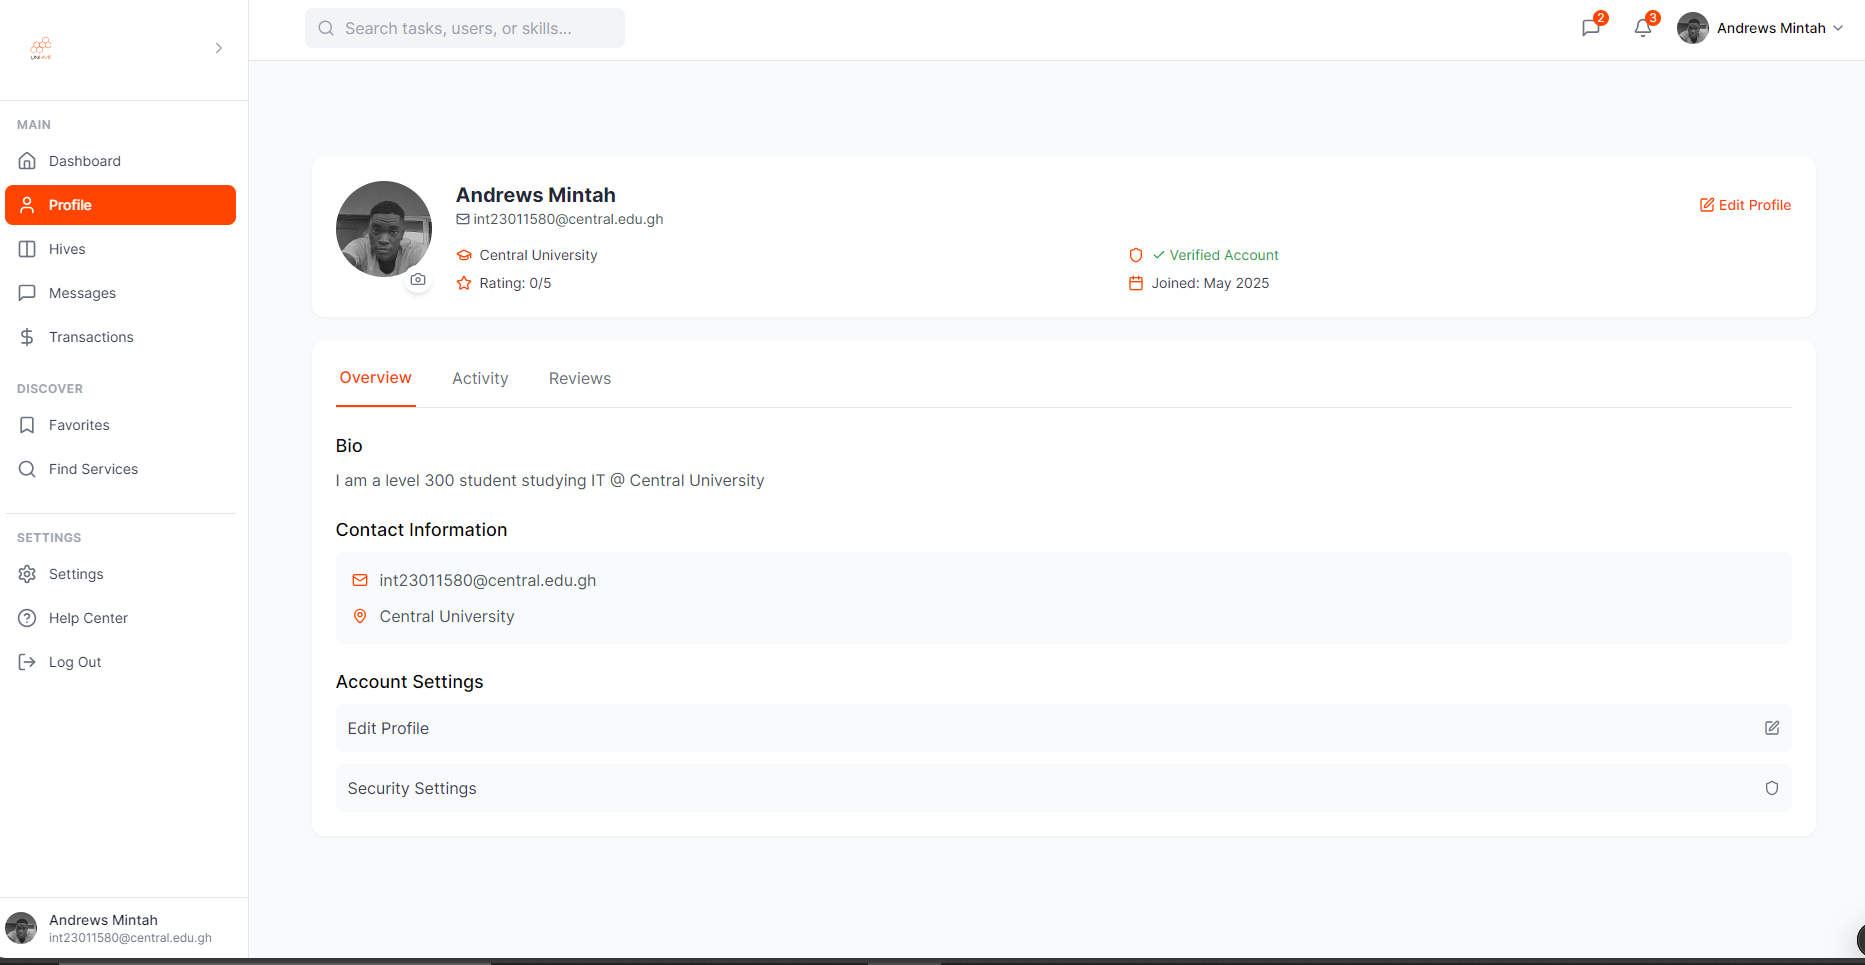 UNIHIVE
Search tasks, users, or skills...
2
3
Andrews Mintah
MAIN
Dashboard
Profile
Hives
Messages
Transactions
DISCOVER
Favorites
Find Services
SETTINGS
Settings
Help Center
Log Out
Andrews Mintah
int23011580@central.edu.gh
Andrews Mintah
int23011580@central.edu.gh
Edit Profile
Central University
Verified Account
Rating: 0/5
Joined: May 2025
Overview Activity Reviews
Bio
I am a level 300 student studying IT @ Central University
Contact Information
int23011580@central.edu.gh
Central University
Account Settings
Edit Profile
Security Settings